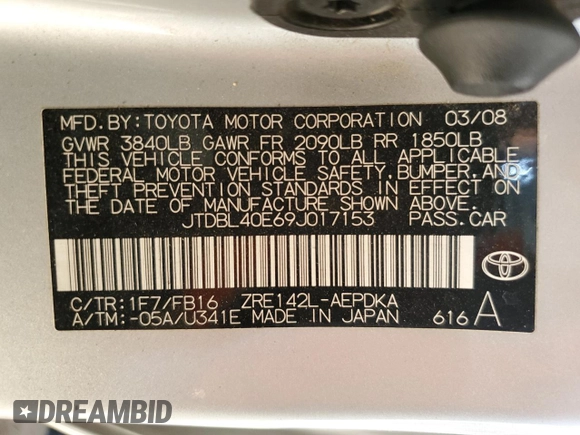 MFD. BY: TOYOTA MOTOR CORPORATION 03/08
GVWR 3840LB GAWR FR 2090LB RR 1850LB
THIS VEHICLE CONFORMS TO ALL APPLICABLE
FEDERAL MOTOR VEHICLE SAFETY, BUMPER, AND
THEFT PREVENTION STANDARDS IN EFFECT ON
THE DATE OF MANUFACTURE SHOWN ABOVE.
JTDBL40E69J017153 PASS. CAR
C/TR: 1F7/FB16 ZRE142L-AEPDKA
A/TM: -05A/U341E MADE IN JAPAN 616 A
DREAMBID